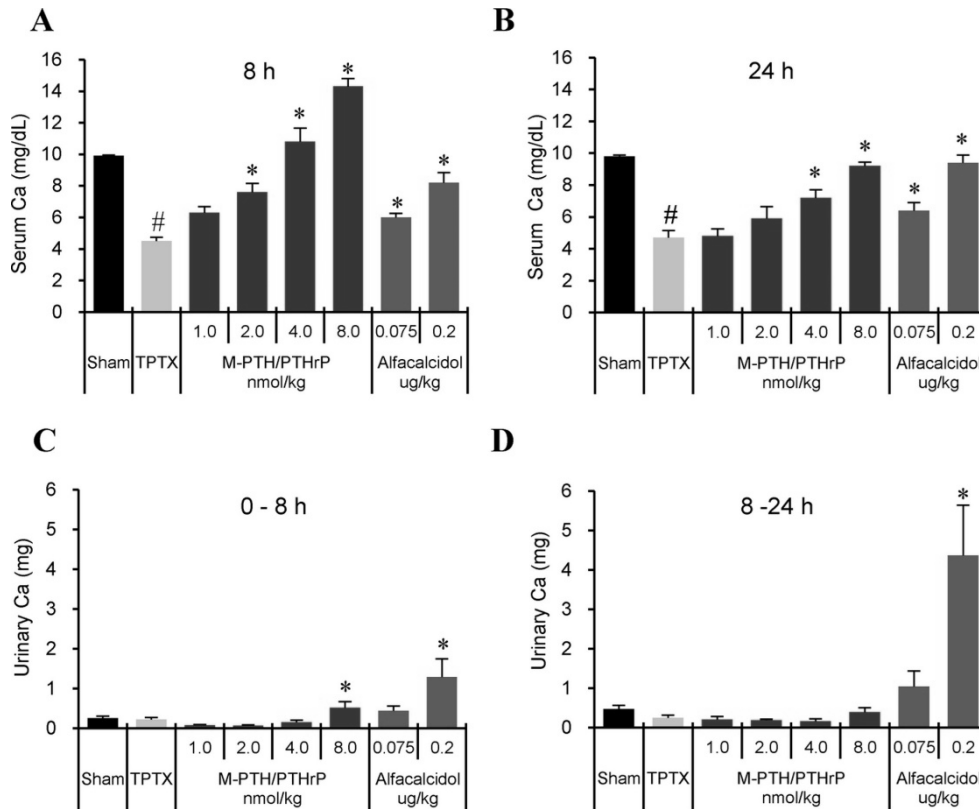 A
8 h
*
*
*
*
*
#
Serum Ca (mg/dL)
16
14
12
10
8
6
4
2
0
1.0 2.0 4.0 8.0 0.075 0.2
Sham TPTX M-PTH/PTHrP Alfacalcidol
nmol/kg ug/kg
B
24 h
*
*
*
*
#
Serum Ca (mg/dL)
16
14
12
10
8
6
4
2
0
1.0 2.0 4.0 8.0 0.075 0.2
Sham TPTX M-PTH/PTHrP Alfacalcidol
nmol/kg ug/kg
C
0 - 8 h
*
*
Urinary Ca (mg)
6
5
4
3
2
1
0
1.0 2.0 4.0 8.0 0.075 0.2
Sham TPTX M-PTH/PTHrP Alfacalcidol
nmol/kg ug/kg
D
8 -24 h
*
Urinary Ca (mg)
6
5
4
3
2
1
0
1.0 2.0 4.0 8.0 0.075 0.2
Sham TPTX M-PTH/PTHrP Alfacalcidol
nmol/kg ug/kg